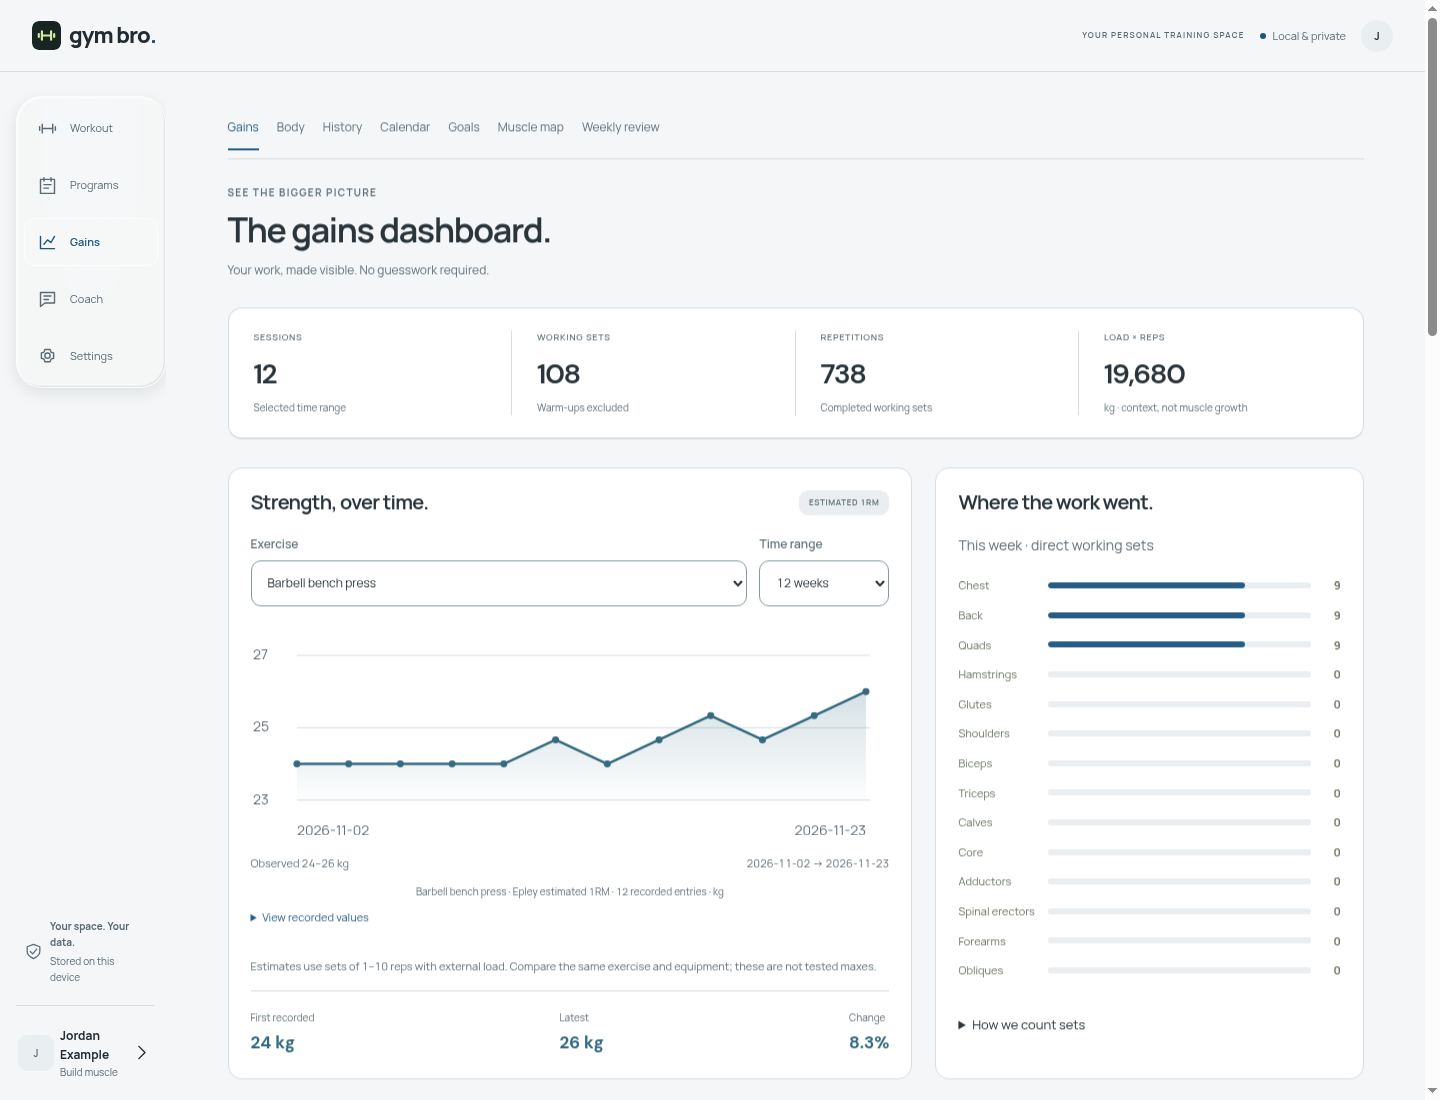 gym bro.
YOUR PERSONAL TRAINING SPACE
Local & private
J
Workout
Programs
Gains
Coach
Settings
Your space. Your
data.
Stored on this
device
J
Jordan
Example
Build muscle
Gains Body History Calendar Goals Muscle map Weekly review
SEE THE BIGGER PICTURE
The gains dashboard.
Your work, made visible. No guesswork required.
SESSIONS
12
Selected time range
WORKING SETS
108
Warm-ups excluded
REPETITIONS
738
Completed working sets
LOAD × REPS
19,680
kg · context, not muscle growth
Strength, over time.
ESTIMATED 1RM
Exercise
Barbell bench press
Time range
12 weeks
27
25
23
2026-11-02 2026-11-23
Observed 24–26 kg 2026-11-02 → 2026-11-23
Barbell bench press · Epley estimated 1RM · 12 recorded entries · kg
View recorded values
Estimates use sets of 1–10 reps with external load. Compare the same exercise and equipment; these are not tested maxes.
First recorded
24 kg
Latest
26 kg
Change
8.3%
Where the work went.
This week · direct working sets
Chest 9
Back 9
Quads 9
Hamstrings 0
Glutes 0
Shoulders 0
Biceps 0
Triceps 0
Calves 0
Core 0
Adductors 0
Spinal erectors 0
Forearms 0
Obliques 0
How we count sets